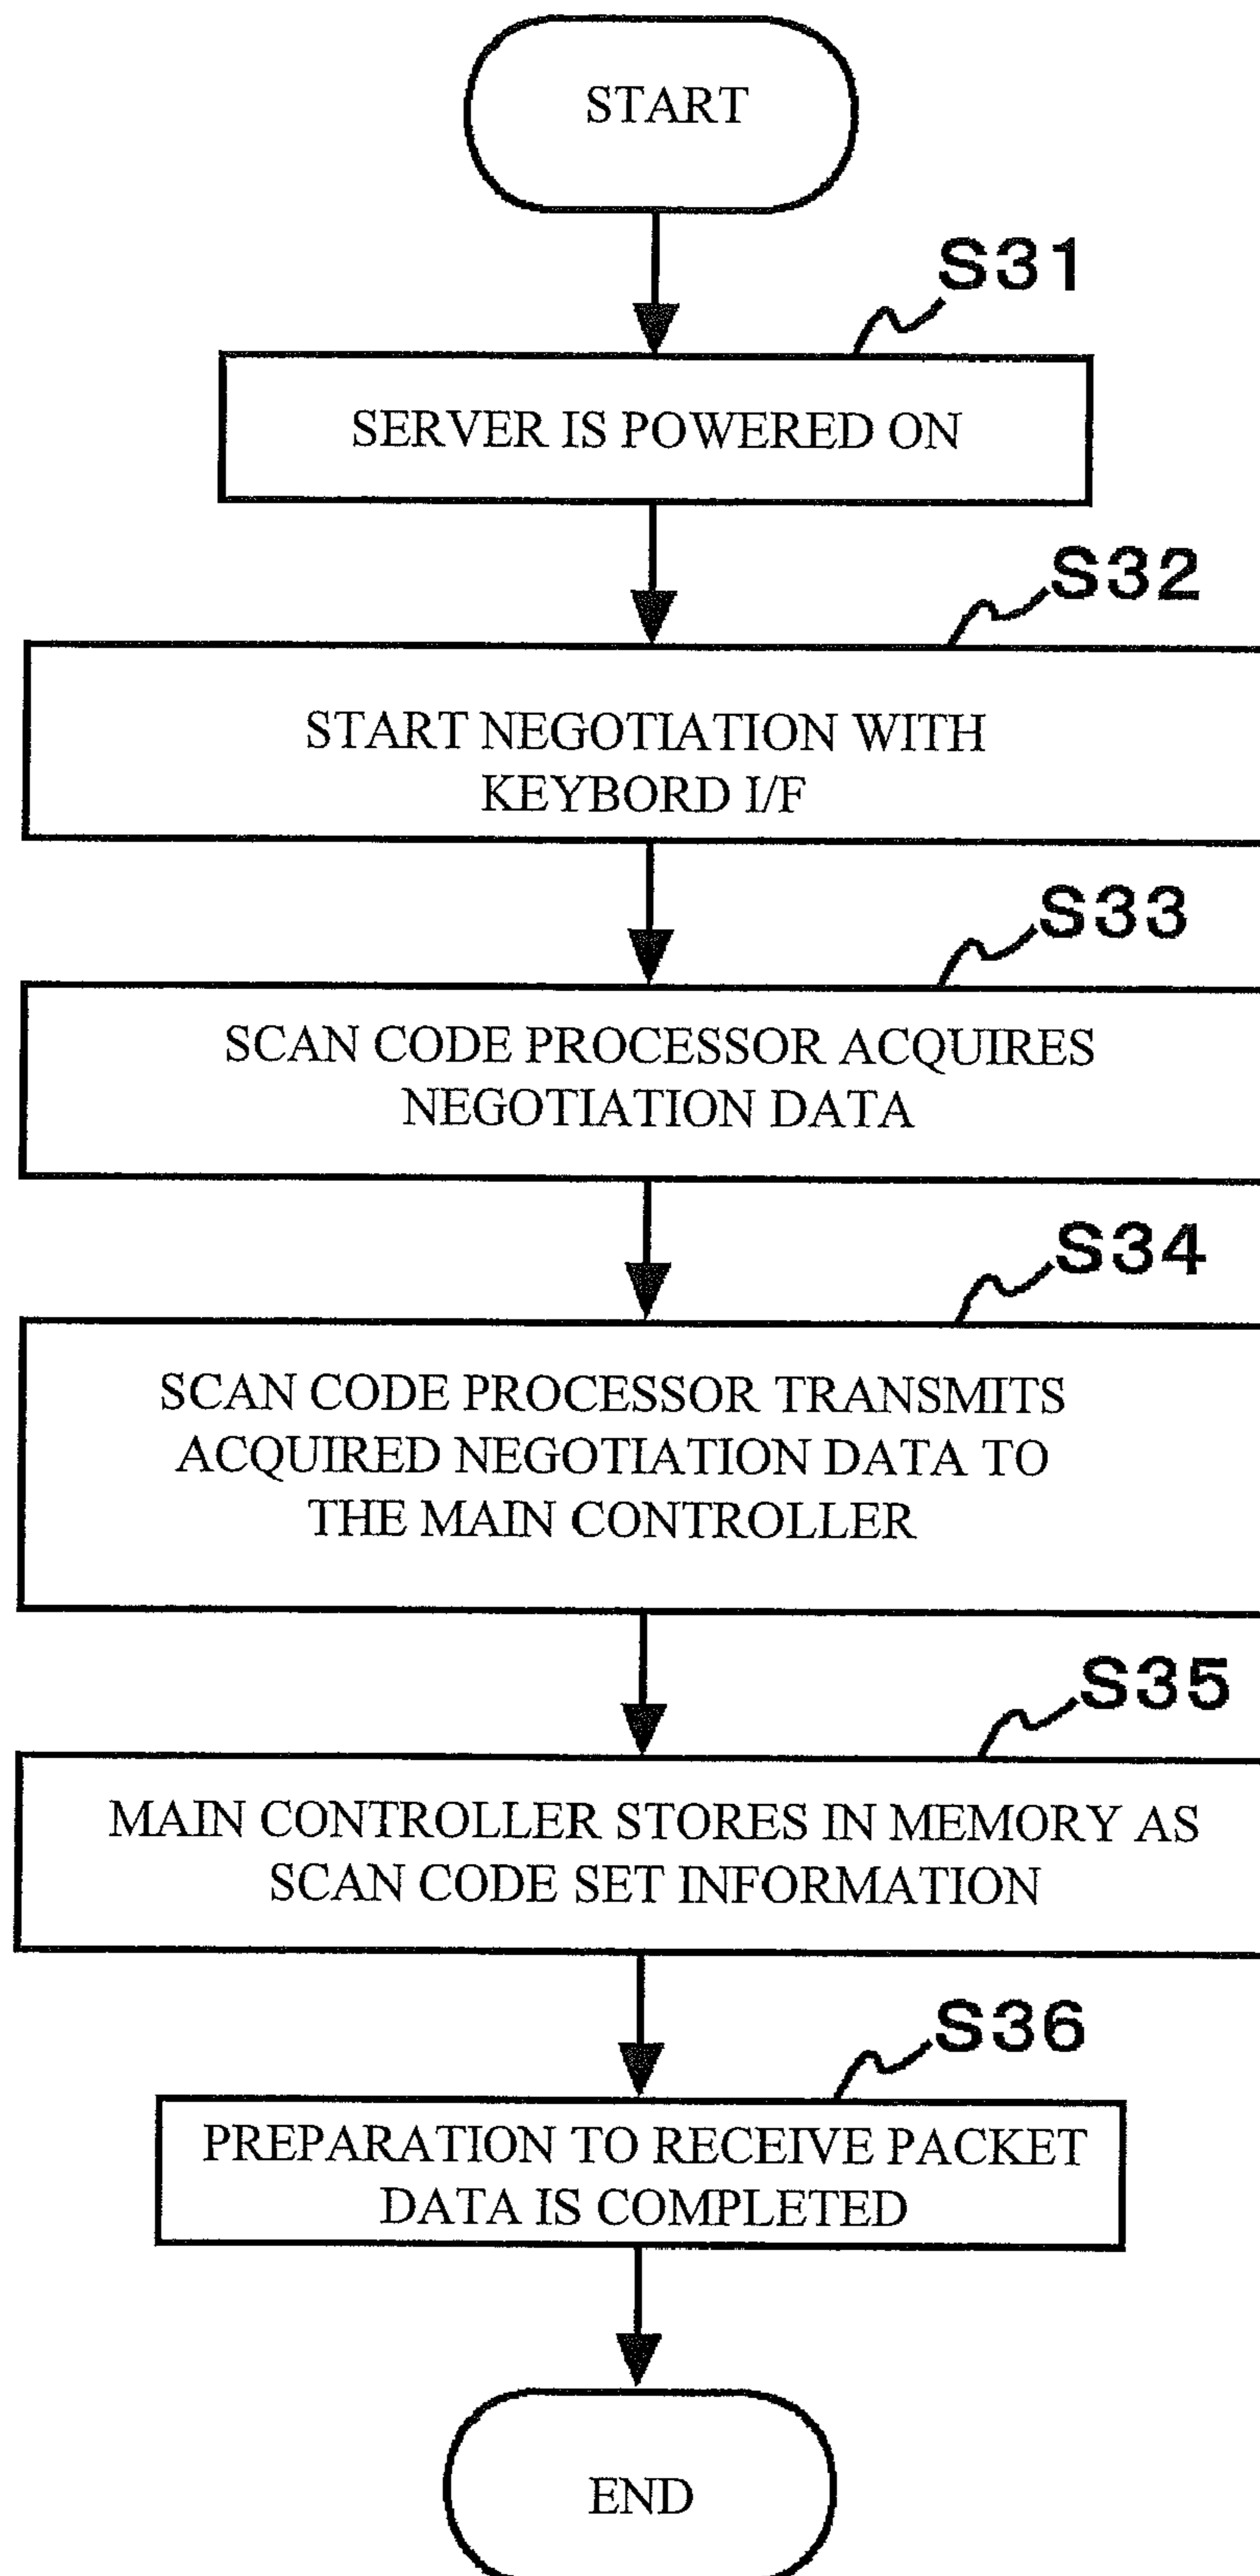 START
S31
SERVER IS POWERED ON
S32
START NEGOTIATION WITH
KEYBORD I/F
S33
SCAN CODE PROCESSOR ACQUIRES
NEGOTIATION DATA
S34
SCAN CODE PROCESSOR TRANSMITS
ACQUIRED NEGOTIATION DATA TO
THE MAIN CONTROLLER
S35
MAIN CONTROLLER STORES IN MEMORY AS
SCAN CODE SET INFORMATION
S36
PREPARATION TO RECEIVE PACKET
DATA IS COMPLETED
END